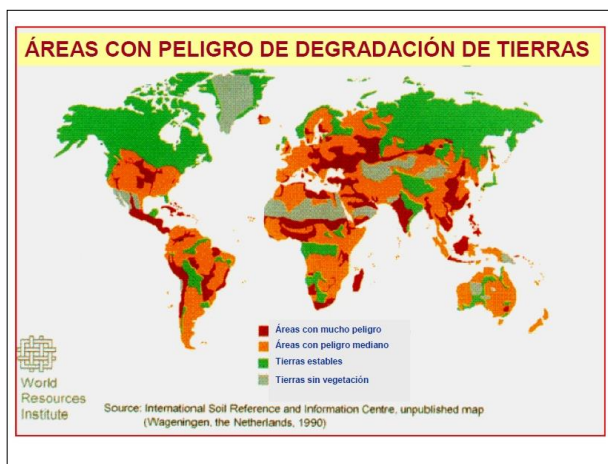 ÁREAS CON PELIGRO DE DEGRADACIÓN DE TIERRAS
Áreas con mucho peligro
Áreas con peligro mediano
Tierras estables
Tierras sin vegetación
World
Resources
Institute
Source: International Soil Reference and Information Centre, unpublished map
(Wageningen, the Netherlands, 1990)